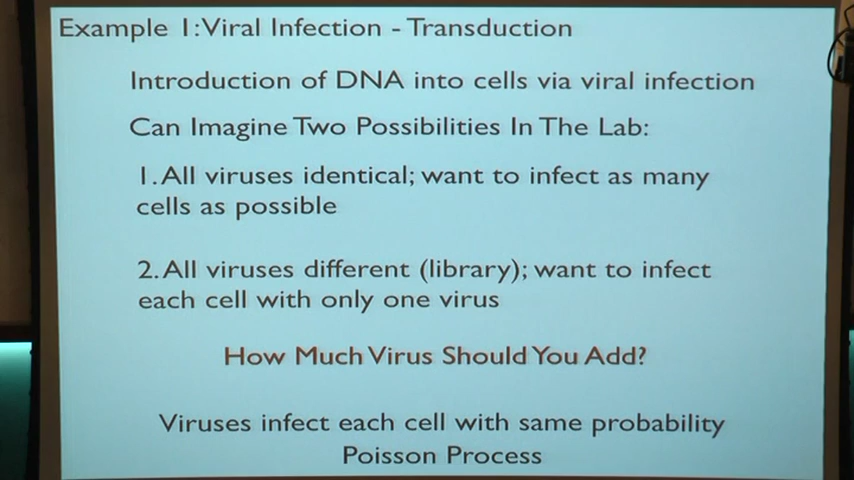 Example 1: Viral Infection - Transduction
Introduction of DNA into cells via viral infection
Can Imagine Two Possibilities In The Lab:
1. All viruses identical; want to infect as many
cells as possible
2. All viruses different (library); want to infect
each cell with only one virus
How Much Virus Should You Add?
Viruses infect each cell with same probability
Poisson Process